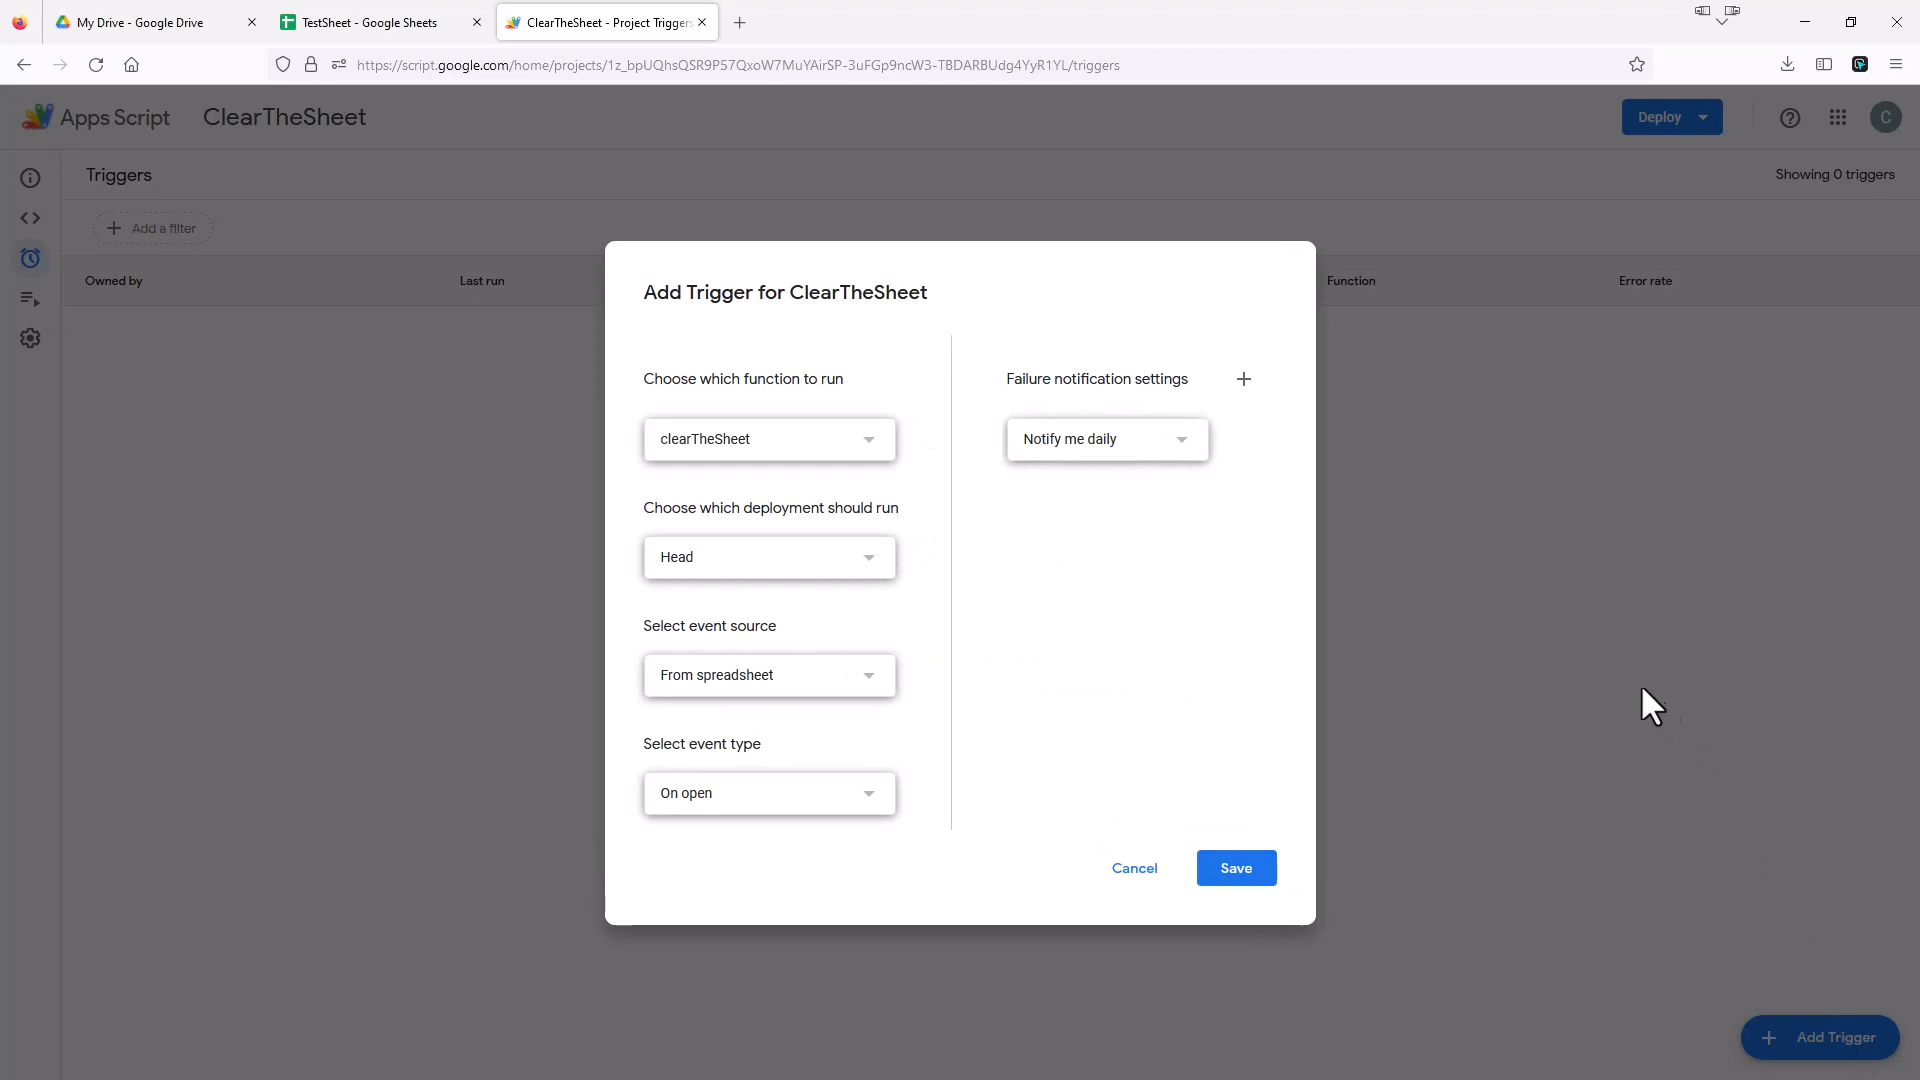 My Drive - Google Drive
TestSheet - Google Sheets
ClearTheSheet - Project Triggers
https://script.google.com/home/projects/1z_bpUQhsQSR9P57QxoW7MuYAirSP-3uFGp9ncW3-TBDARBUdg4YyR1YL/triggers
Apps Script
ClearTheSheet
Deploy
C
Triggers
Showing 0 triggers
Add a filter
Owned by
Last run
Function
Error rate
Add Trigger for ClearTheSheet
Choose which function to run
clearTheSheet
Choose which deployment should run
Head
Select event source
From spreadsheet
Select event type
On open
Failure notification settings
Notify me daily
Cancel
Save
Add Trigger